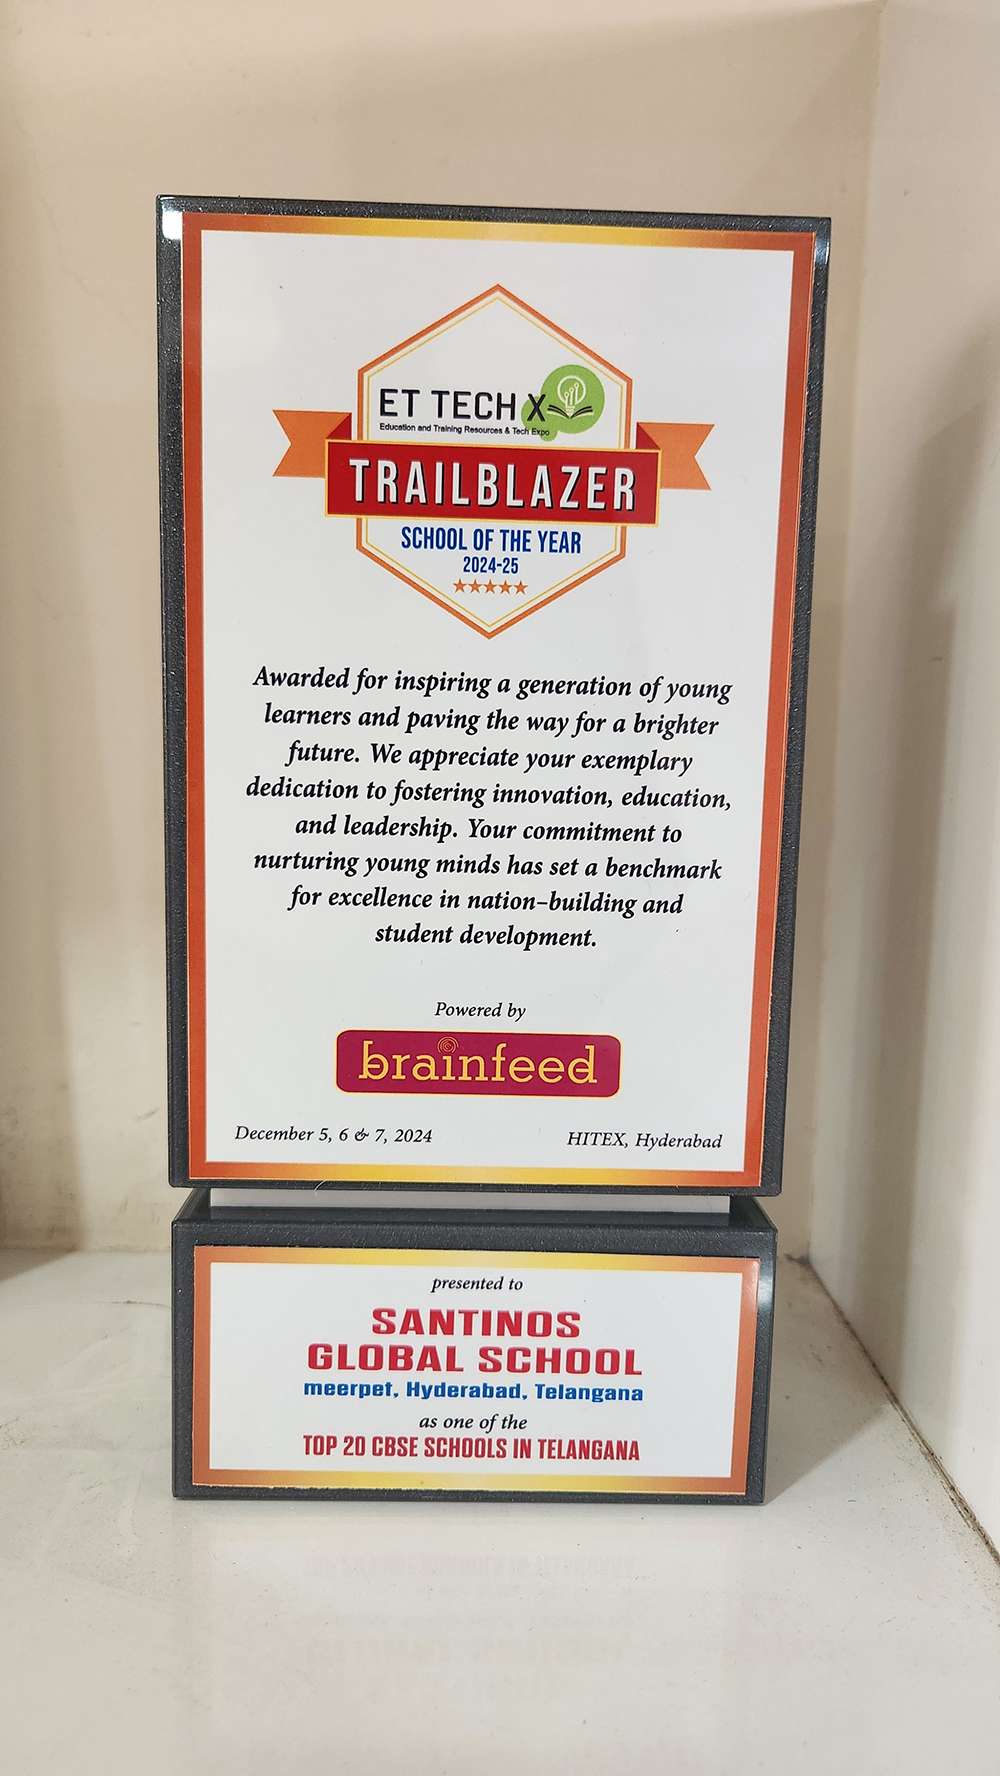 ET TECH X
Education and Training Resources & Tech Expo
TRAILBLAZER
SCHOOL OF THE YEAR
2024-25
Awarded for inspiring a generation of young
learners and paving the way for a brighter
future. We appreciate your exemplary
dedication to fostering innovation, education,
and leadership. Your commitment to
nurturing young minds has set a benchmark
for excellence in nation–building and
student development.
Powered by
brainfeed
December 5, 6 & 7, 2024
HITEX, Hyderabad
presented to
SANTINOS
GLOBAL SCHOOL
meerpet, Hyderabad, Telangana
as one of the
TOP 20 CBSE SCHOOLS IN TELANGANA